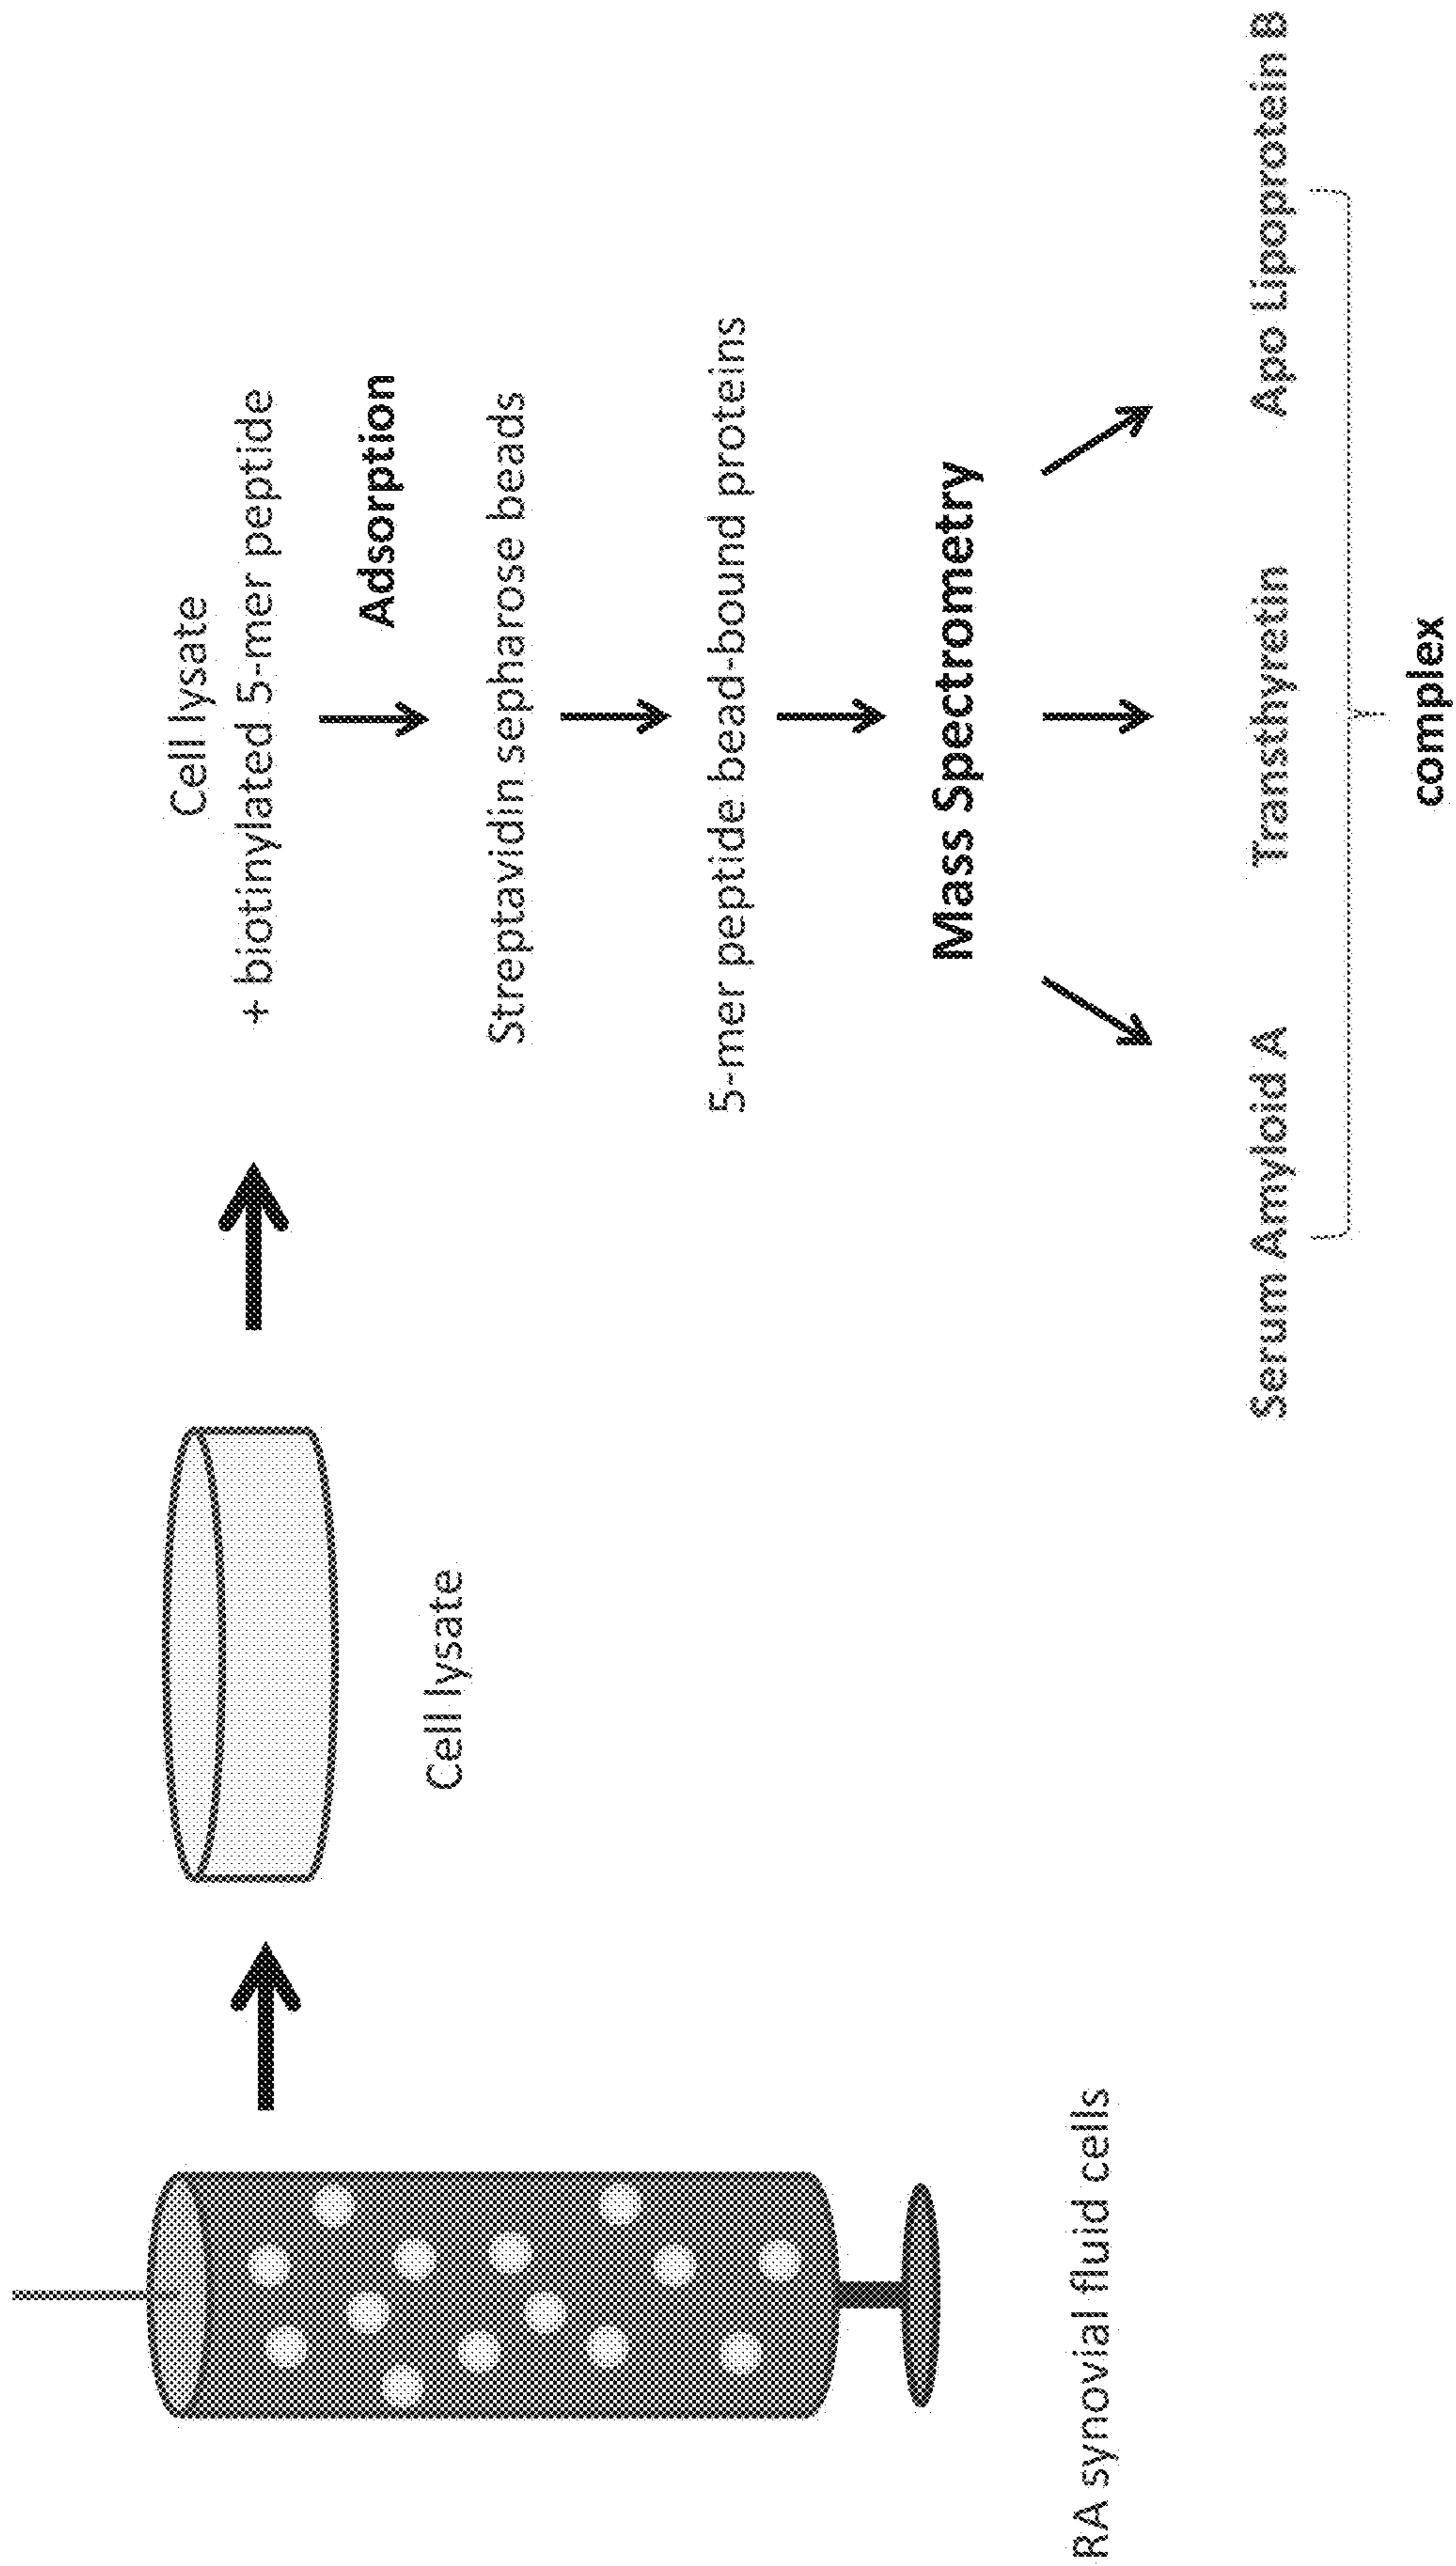 RA synovial fluid cells
Cell lysate
Cell lysate
+ biotinylated 5-mer peptide
Adsorption
Streptavidin sepharose beads
5-mer peptide bead-bound proteins
Mass Spectrometry
Serum Amyloid A
Transthyretin
Apo Lipoprotein B
complex